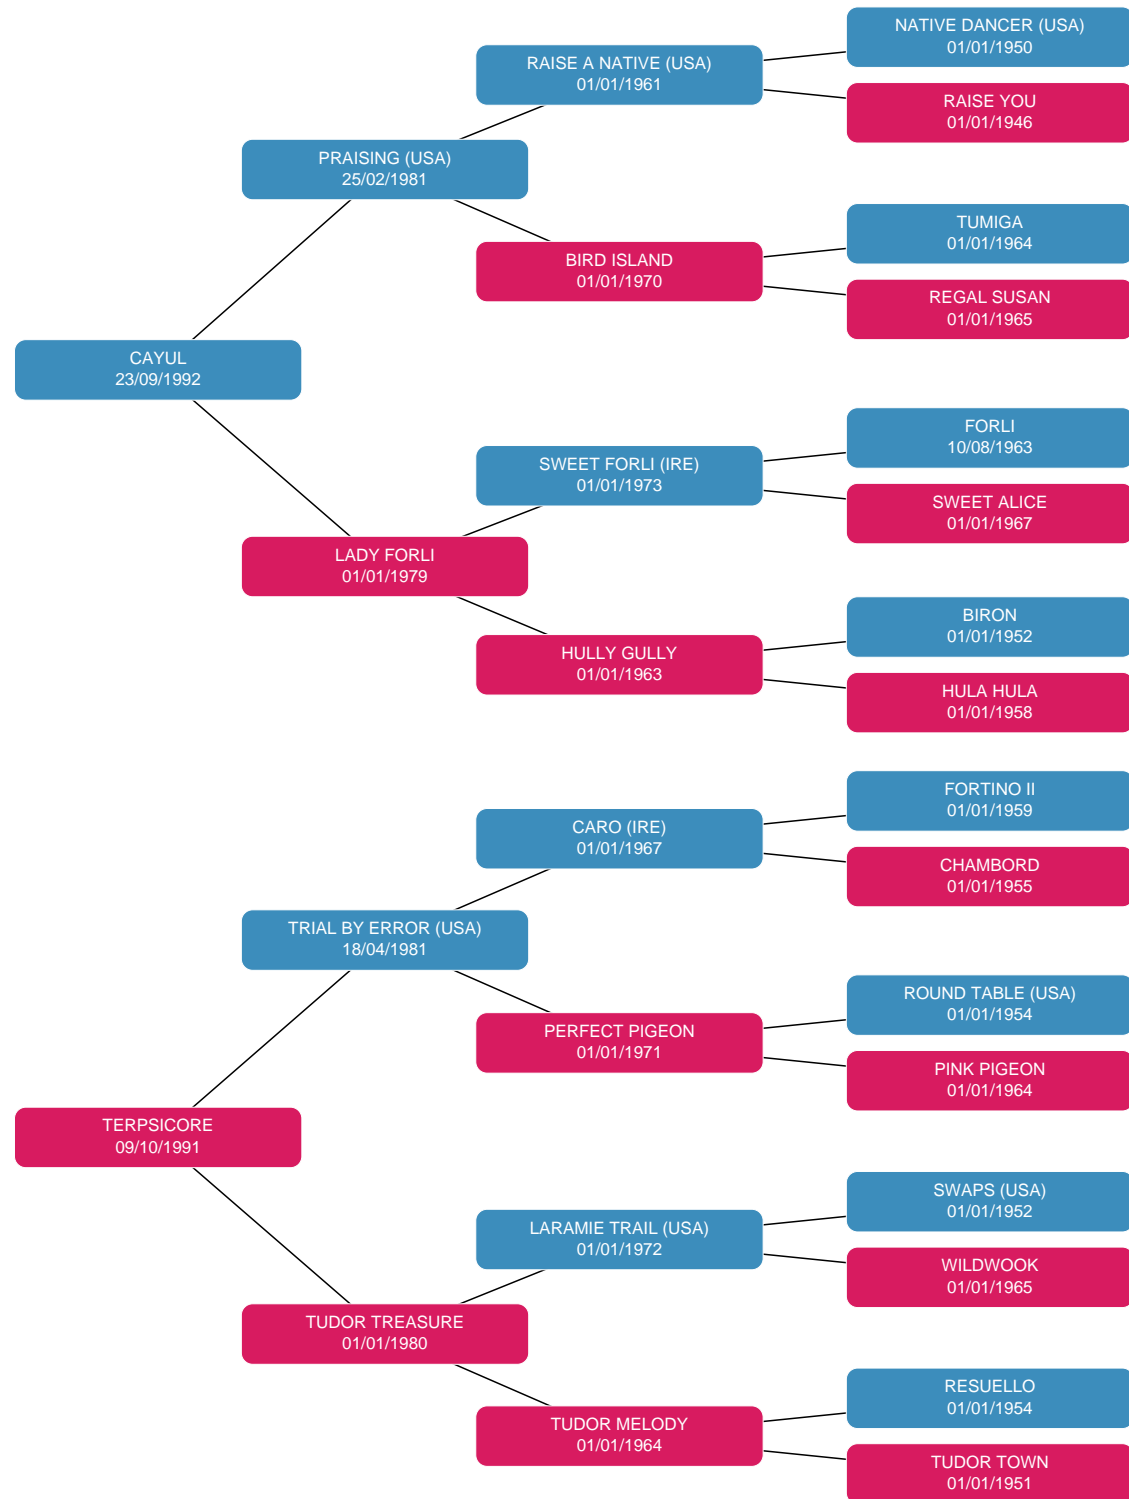 NATIVE DANCER (USA)
01/01/1950
RAISE A NATIVE (USA)
01/01/1961
RAISE YOU
01/01/1946
PRAISING (USA)
25/02/1981
TUMIGA
01/01/1964
BIRD ISLAND
01/01/1970
REGAL SUSAN
01/01/1965
CAYUL
23/09/1992
FORLI
10/08/1963
SWEET FORLI (IRE)
01/01/1973
SWEET ALICE
01/01/1967
LADY FORLI
01/01/1979
BIRON
01/01/1952
HULLY GULLY
01/01/1963
HULA HULA
01/01/1958
FORTINO II
01/01/1959
CARO (IRE)
01/01/1967
CHAMBORD
01/01/1955
TRIAL BY ERROR (USA)
18/04/1981
ROUND TABLE (USA)
01/01/1954
PERFECT PIGEON
01/01/1971
PINK PIGEON
01/01/1964
TERPSICORE
09/10/1991
SWAPS (USA)
01/01/1952
LARAMIE TRAIL (USA)
01/01/1972
WILDWOOK
01/01/1965
TUDOR TREASURE
01/01/1980
RESUELLO
01/01/1954
TUDOR MELODY
01/01/1964
TUDOR TOWN
01/01/1951